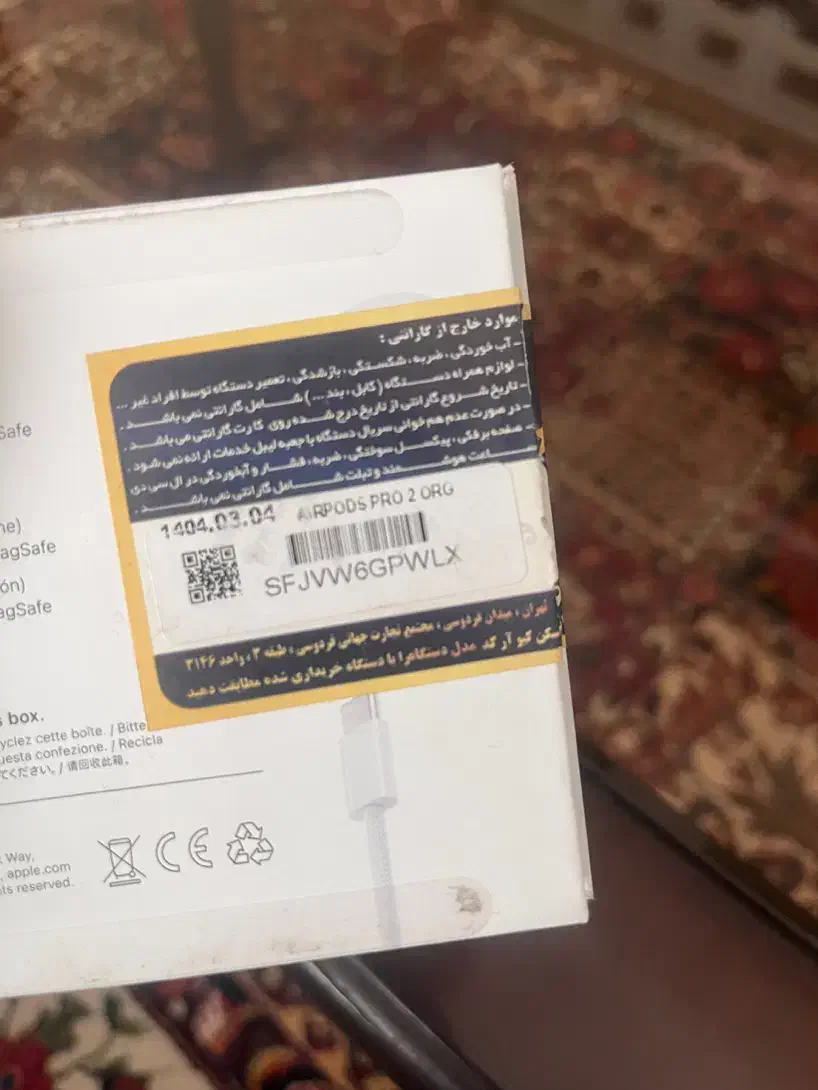 Safe
ne)
agSafe
ón)
agSafe
موارد خارج از گارانتی :
- آب خوردگی، ضربه، شکستگی، بازشدگی، تعمیر دستگاه توسط افراد غیر ...
- لوازم همراه دستگاه (کابل، بند ...) شامل گارانتی نمی باشد .
- تاریخ شروع گارانتی از تاریخ درج شده روی کارت گارانتی می باشد .
- در صورت عدم هم خوانی سریال دستگاه با جعبه لیبل خدمات ارائه نمی شود .
- صفحه برفکی، پیکسل سوختگی، ضربه، فشار و آبخوردگی در ال سی دی
ساعت هوشمند و تبلت شامل گارانتی نمی باشد .
1404.03.04 AIRPODS PRO 2 ORG
SFJVW6GPWLX
تهران ، میدان فردوسی ، مجتمع تجارت جهانی فردوسی ، طبقه ۳ ، واحد ۳۱۴۶
اسکن کیو آر کد مدل دستگاه را با دستگاه خریداری شده مطابقت دهید
s box.
yclez cette boîte. / Bitte
uesta confezione. / Recicla
てください。/ 请回收此箱。
Way,
, apple.com
hts reserved.
CE